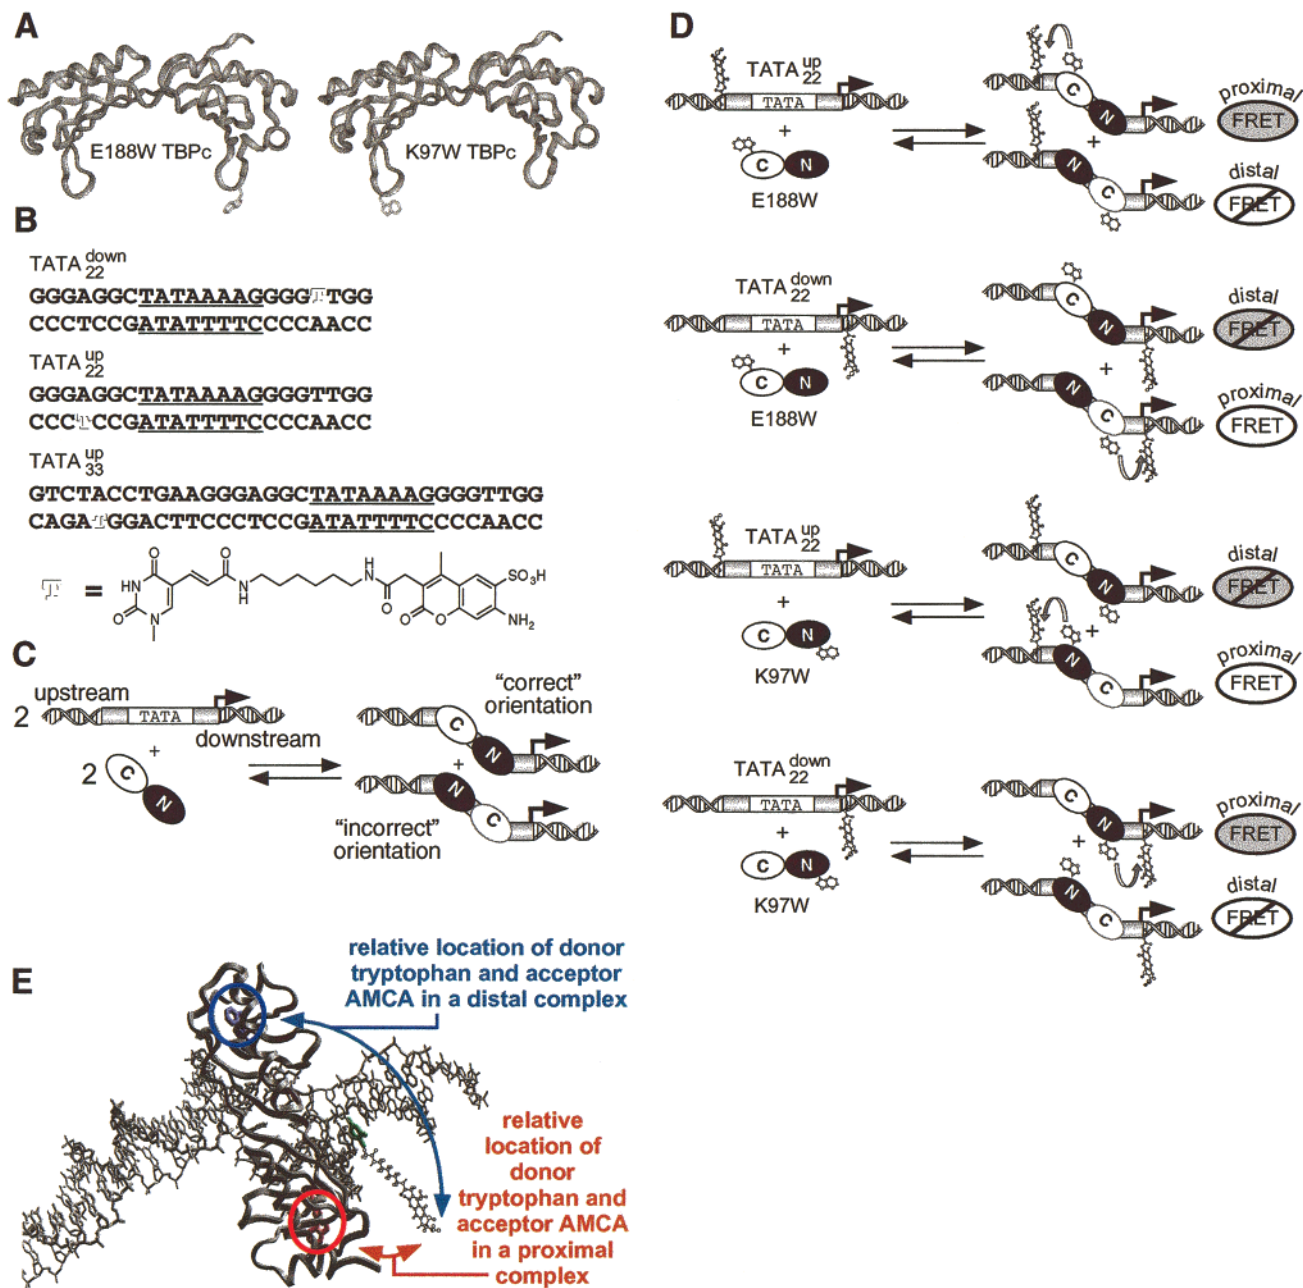 A
E188W TBPc
K97W TBPc
B
TATA down 22
GGGAGGCTATAAAAGGGGTTGG
CCCTCCGATATTTTCCCCAACC
TATA up 22
GGGAGGCTATAAAAGGGGTTGG
CCCTCCGATATTTTCCCCAACC
TATA up 33
GTCTACCTGAAGGGAGGCTATAAAAGGGGTTGG
CAGATGGACTTCCCTCCGATATTTTCCCCAACC
T =
O
HN
O
N
O
N
H
H
N
O
O
O
SO3H
NH2
C
upstream
2
TATA
downstream
+
2
C
N
"correct"
orientation
C
N
+
N
C
"incorrect"
orientation
D
TATA up 22
TATA
+
C
N
E188W
C
N
+
N
C
proximal
FRET
distal
FRET
TATA down 22
TATA
+
C
N
E188W
C
N
+
N
C
distal
FRET
proximal
FRET
TATA up 22
TATA
+
C
N
K97W
C
N
+
N
C
distal
FRET
proximal
FRET
TATA down 22
TATA
+
C
N
K97W
C
N
+
N
C
proximal
FRET
distal
FRET
E
relative location of donor
tryptophan and acceptor
AMCA in a distal complex
relative
location of
donor
tryptophan and
acceptor AMCA
in a proximal
complex